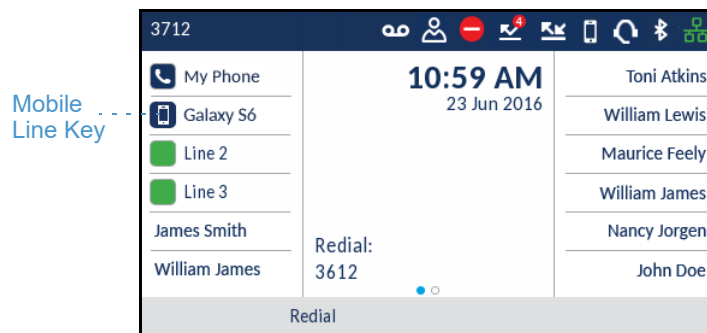 3712
4
Mobile
Line Key
My Phone
Galaxy S6
Line 2
Line 3
James Smith
William James
10:59 AM
23 Jun 2016
Redial:
3612
Toni Atkins
William Lewis
Maurice Feely
William James
Nancy Jorgen
John Doe
Redial